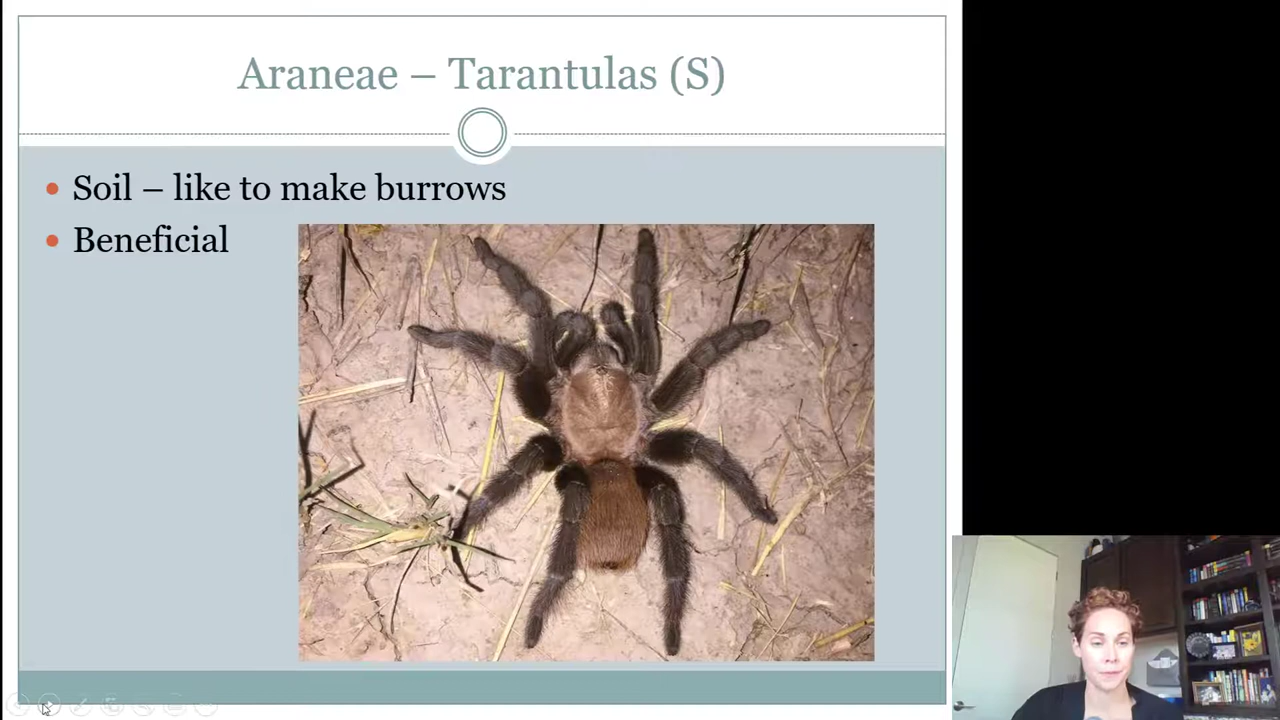 Araneae – Tarantulas (S)
• Soil – like to make burrows
• Beneficial